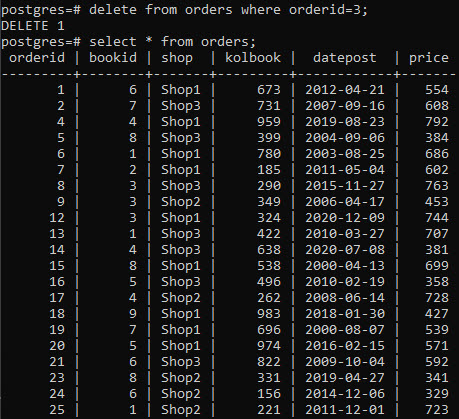 postgres=# delete from orders where orderid=3;
DELETE 1
postgres=# select * from orders;
 orderid | bookid | shop  | kolbook |  datepost  | price
---------+--------+-------+---------+------------+-------
       1 |      6 | Shop1 |     673 | 2012-04-21 |   554
       2 |      7 | Shop3 |     731 | 2007-09-16 |   608
       4 |      4 | Shop1 |     959 | 2019-08-23 |   792
       5 |      8 | Shop3 |     399 | 2004-09-06 |   384
       6 |      1 | Shop1 |     780 | 2003-08-25 |   686
       7 |      2 | Shop1 |     185 | 2011-05-04 |   602
       8 |      3 | Shop3 |     290 | 2015-11-27 |   763
       9 |      3 | Shop2 |     349 | 2006-04-17 |   453
      12 |      3 | Shop1 |     324 | 2020-12-09 |   744
      13 |      1 | Shop3 |     422 | 2010-03-27 |   707
      14 |      4 | Shop3 |     638 | 2020-07-08 |   381
      15 |      8 | Shop1 |     538 | 2000-04-13 |   699
      16 |      5 | Shop3 |     496 | 2010-02-19 |   358
      17 |      4 | Shop2 |     262 | 2008-06-14 |   728
      18 |      9 | Shop1 |     983 | 2018-01-30 |   427
      19 |      7 | Shop1 |     696 | 2000-08-07 |   539
      20 |      5 | Shop1 |     974 | 2016-02-15 |   571
      21 |      6 | Shop3 |     822 | 2009-10-04 |   592
      23 |      8 | Shop2 |     331 | 2019-04-27 |   341
      24 |      6 | Shop2 |     156 | 2014-12-06 |   329
      25 |      1 | Shop2 |     221 | 2011-12-01 |   723